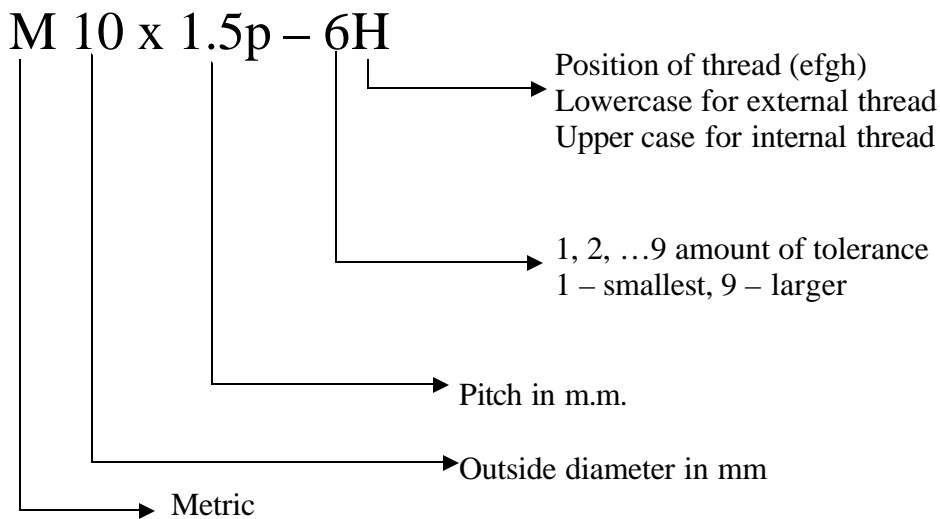 M 10 x 1.5p – 6H
Position of thread (efgh)
Lowercase for external thread
Upper case for internal thread
1, 2, …9 amount of tolerance
1 – smallest, 9 – larger
Pitch in m.m.
Outside diameter in mm
Metric